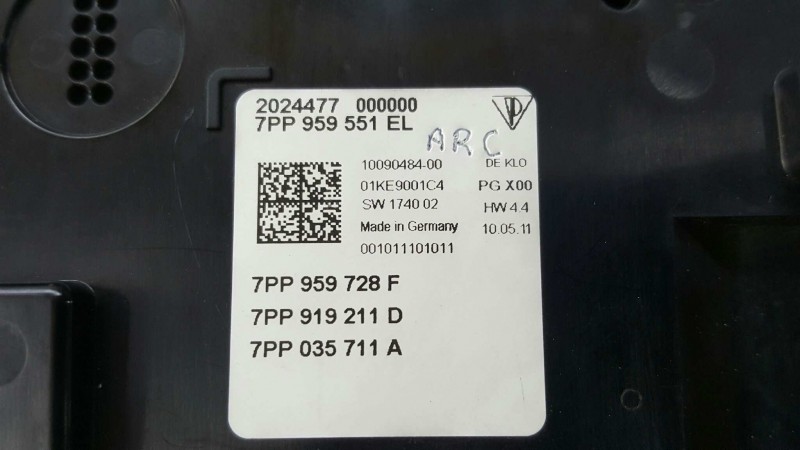 2024477 000000
7PP 959 551 EL
ARC
10090484-00 DE KLO
01KE9001C4 PG X00
SW 1740 02 HW 4.4
Made in Germany 10.05.11
001011101011
7PP 959 728 F
7PP 919 211 D
7PP 035 711 A